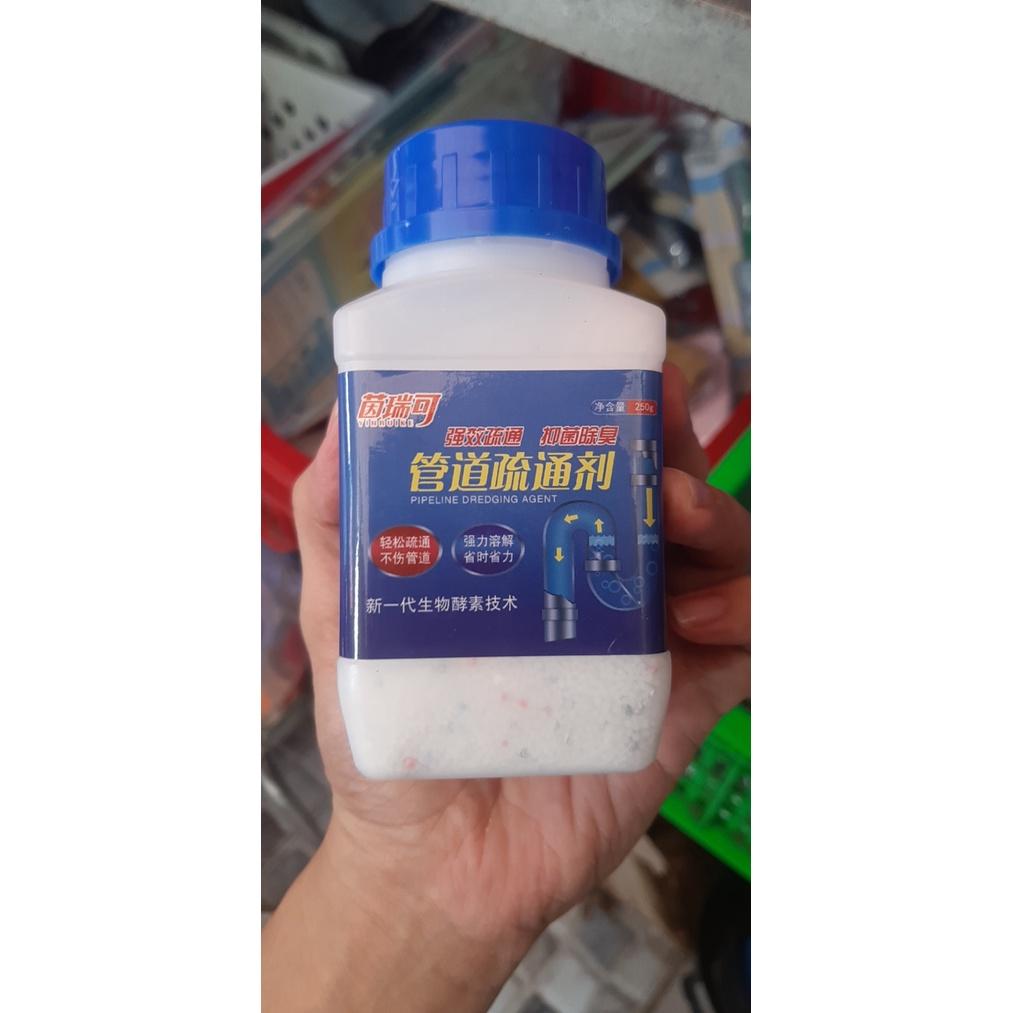 茵瑞可
YINRUIKE
净含量 250g
强效疏通 抑菌除臭
管道疏通剂
PIPELINE DREDGING AGENT
轻松疏通
不伤管道
强力溶解
省时省力
新一代生物酵素技术